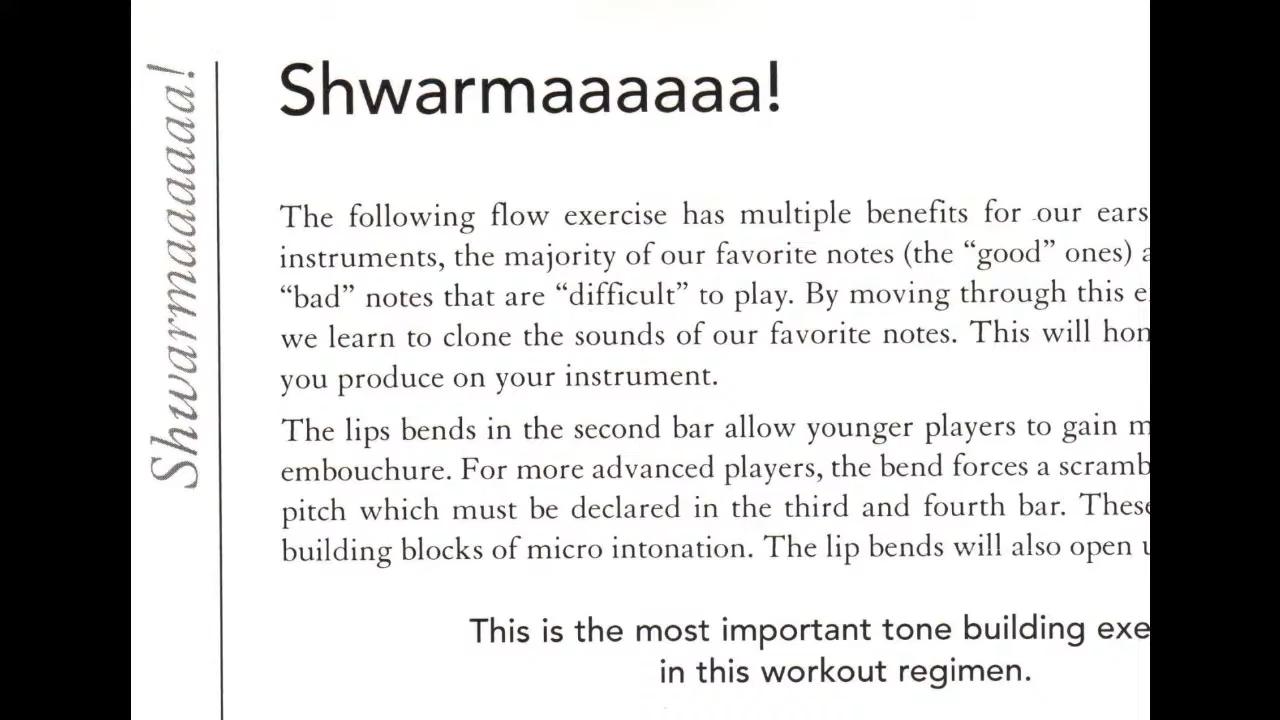 Shwarmaaaaaa!
Shwarmaaaaaa!
The following flow exercise has multiple benefits for our ears
instruments, the majority of our favorite notes (the “good” ones)
“bad” notes that are “difficult” to play. By moving through this
we learn to clone the sounds of our favorite notes. This will
you produce on your instrument.
The lips bends in the second bar allow younger players to gain
embouchure. For more advanced players, the bend forces a
pitch which must be declared in the third and fourth bar.
building blocks of micro intonation. The lip bends will also open
This is the most important tone building
in this workout regimen.